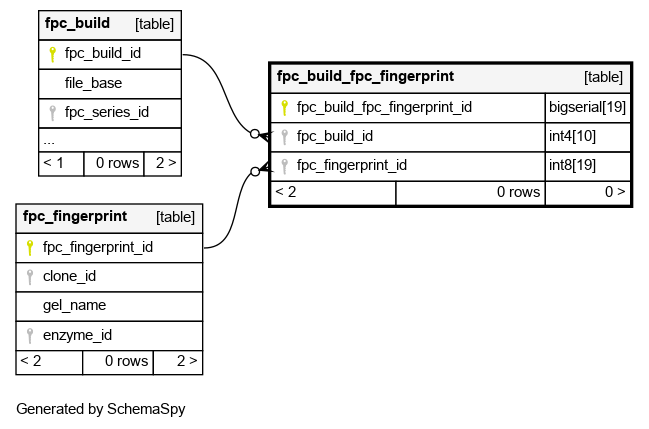 fpc_build [table]
fpc_build_id
file_base
fpc_series_id
...
< 1 0 rows 2 >
fpc_build_fpc_fingerprint [table]
fpc_build_fpc_fingerprint_id bigserial[19]
fpc_build_id int4[10]
fpc_fingerprint_id int8[19]
< 2 0 rows 0 >
fpc_fingerprint [table]
fpc_fingerprint_id
clone_id
gel_name
enzyme_id
< 2 0 rows 2 >
Generated by SchemaSpy